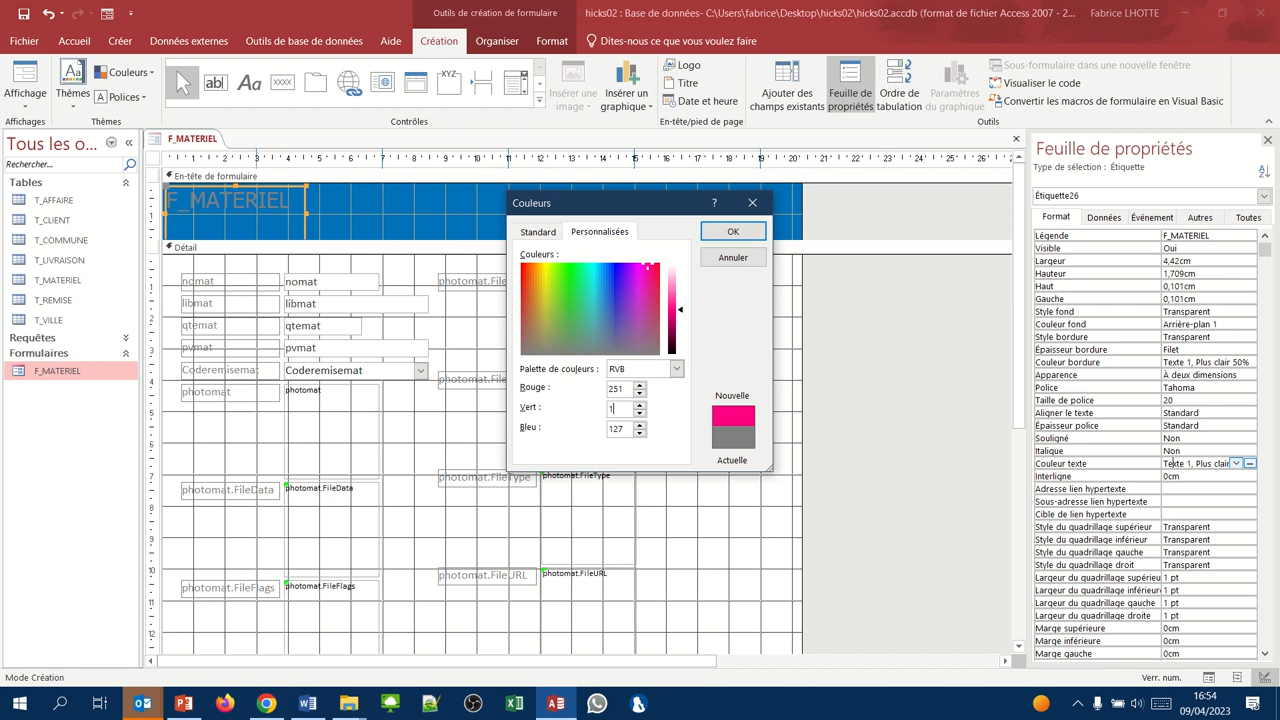 Outils de création de formulaire
hicks02 : Base de données- C:\Users\fabrice\Desktop\hicks02\hicks02.accdb (format de fichier Access 2007 - 2...
Fabrice LHOTTE
Fichier
Accueil
Créer
Données externes
Outils de base de données
Aide
Création
Organiser
Format
Dites-nous ce que vous voulez faire
Affichage
Thèmes
Couleurs
Polices
Aa
XYZ
Insérer une image
Insérer un graphique
Logo
Titre
Date et heure
Ajouter des champs existants
Feuille de propriétés
Ordre de tabulation
Paramètres du graphique
Sous-formulaire dans une nouvelle fenêtre
Visualiser le code
Convertir les macros de formulaire en Visual Basic
Affichages
Thèmes
Contrôles
En-tête/pied de page
Outils
Tous les o...
Rechercher...
Tables
T_AFFAIRE
T_CLIENT
T_COMMUNE
T_LIVRAISON
T_MATERIEL
T_REMISE
T_VILLE
Requêtes
Formulaires
F_MATERIEL
F_MATERIEL
En-tête de formulaire
F_MATERIEL
Détail
nomat
nomat
libmat
libmat
qtemat
qtemat
pvmat
pvmat
Coderemisemat
Coderemisemat
photomat
photomat
photomat.FileData
photomat.FileData
photomat.FileType
photomat.FileType
photomat.FileFlags
photomat.FileFlags
photomat.FileURL
photomat.FileURL
Couleurs
?
Standard
Personnalisées
OK
Annuler
Couleurs :
Palette de couleurs : RVB
Rouge : 251
Vert : 1
Bleu : 127
Nouvelle
Actuelle
Feuille de propriétés
Type de sélection : Étiquette
Étiquette26
Format
Données
Événement
Autres
Toutes
Légende F_MATERIEL
Visible Oui
Largeur 4,42cm
Hauteur 1,709cm
Haut 0,101cm
Gauche 0,101cm
Style fond Transparent
Couleur fond Arrière-plan 1
Style bordure Transparent
Épaisseur bordure Filet
Couleur bordure Texte 1, Plus clair 50%
Apparence À deux dimensions
Police Tahoma
Taille de police 20
Aligner le texte Standard
Épaisseur police Standard
Souligné Non
Italique Non
Couleur texte Texte 1, Plus clair
Interligne 0cm
Adresse lien hypertexte
Sous-adresse lien hypertexte
Cible de lien hypertexte
Style du quadrillage supérieur Transparent
Style du quadrillage inférieur Transparent
Style du quadrillage gauche Transparent
Style du quadrillage droit Transparent
Largeur du quadrillage supérieu 1 pt
Largeur du quadrillage inférieur 1 pt
Largeur du quadrillage gauche 1 pt
Largeur du quadrillage droite 1 pt
Marge supérieure 0cm
Marge inférieure 0cm
Marge gauche 0cm
Mode Création
Verr. num.
16:54
09/04/2023